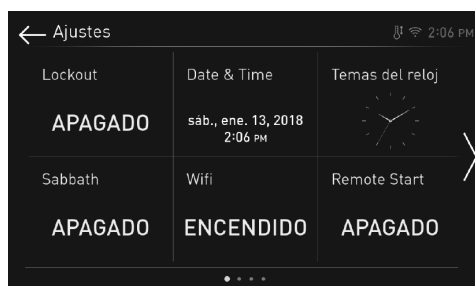 Ajustes
2:06 PM
Lockout
Date & Time
Temas del reloj
APAGADO
sáb., ene. 13, 2018
2:06 PM
Sabbath
Wifi
Remote Start
APAGADO
ENCENDIDO
APAGADO